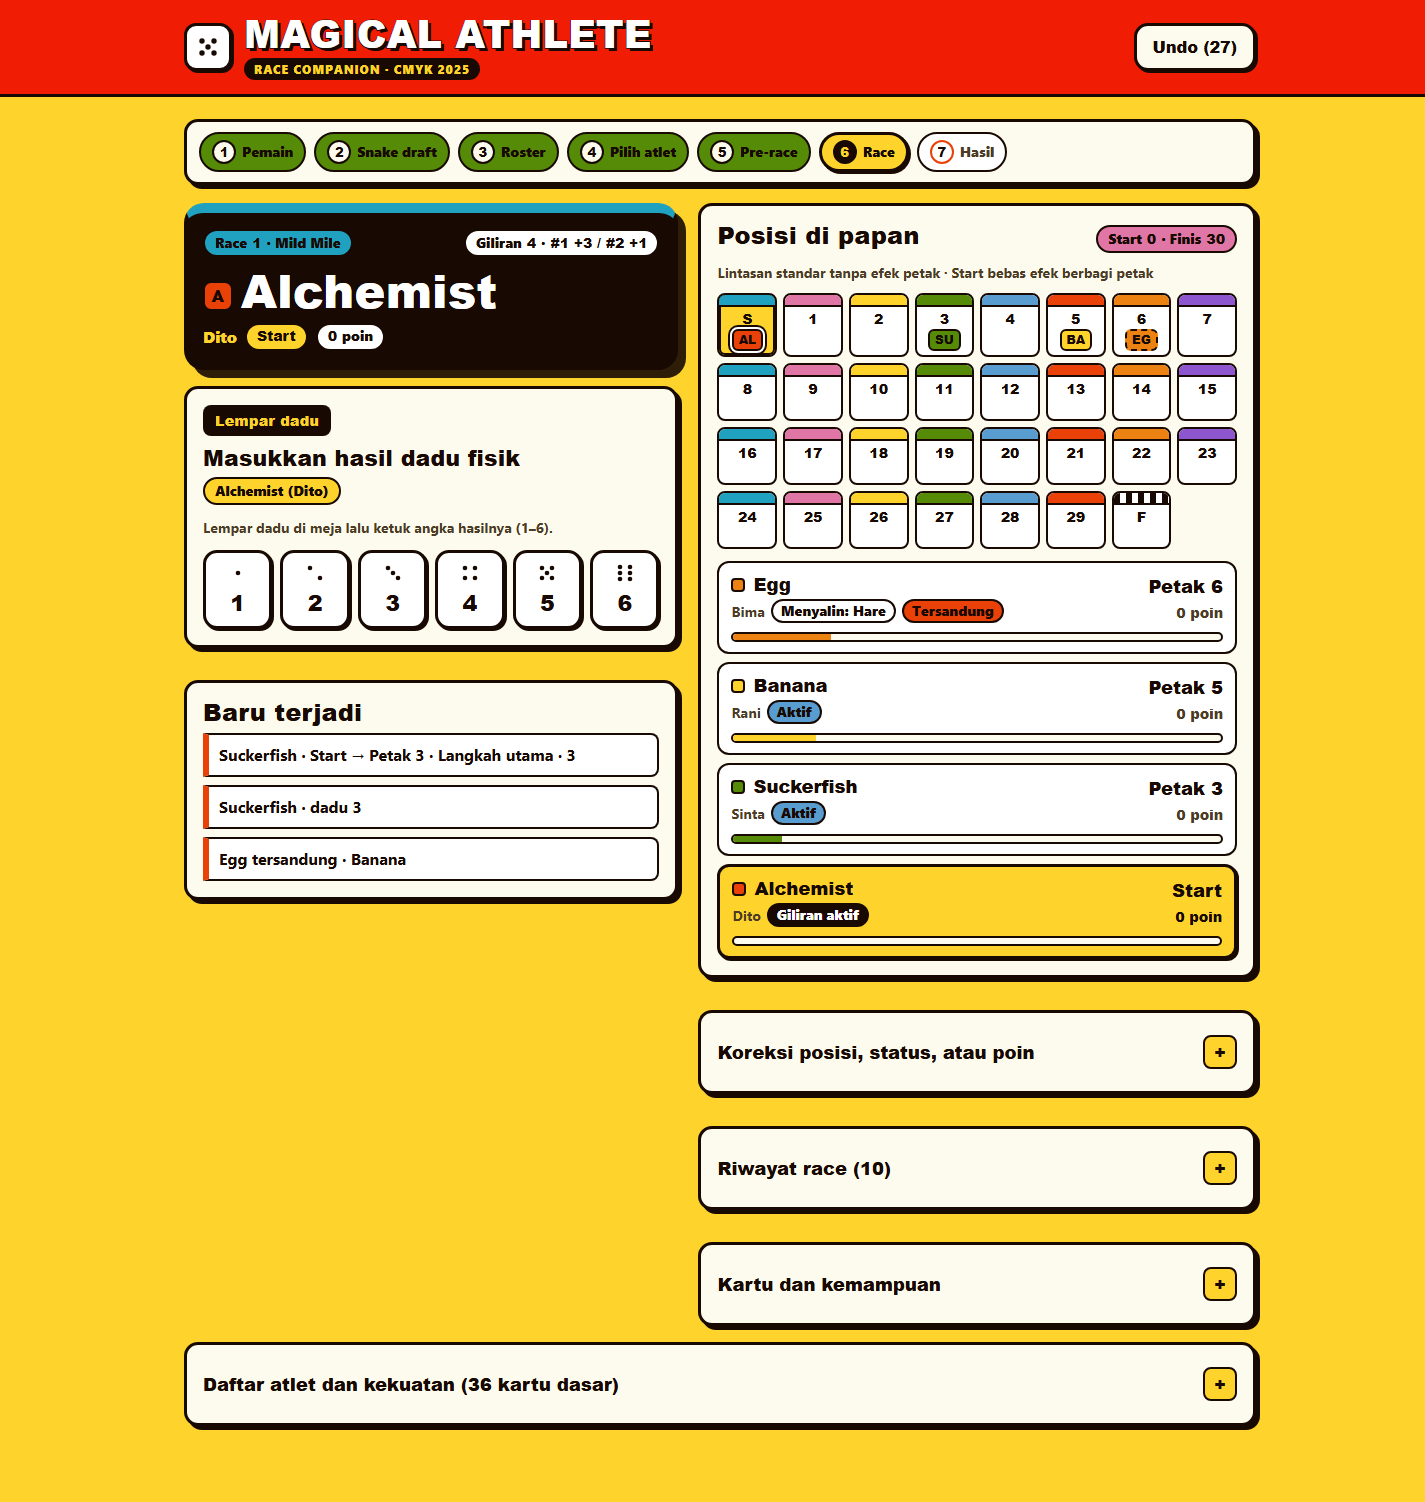 MAGICAL ATHLETE
RACE COMPANION · CMYK 2025
Undo (27)
1 Pemain
2 Snake draft
3 Roster
4 Pilih atlet
5 Pre-race
6 Race
7 Hasil
Race 1 · Mild Mile
Giliran 4 · #1 +3 / #2 +1
A Alchemist
Dito Start 0 poin
Lempar dadu
Masukkan hasil dadu fisik
Alchemist (Dito)
Lempar dadu di meja lalu ketuk angka hasilnya (1–6).
1 2 3 4 5 6
Baru terjadi
Suckerfish · Start → Petak 3 · Langkah utama · 3
Suckerfish · dadu 3
Egg tersandung · Banana
Posisi di papan
Start 0 · Finis 30
Lintasan standar tanpa efek petak · Start bebas efek berbagi petak
S 1 2 3 4 5 6 7
AL SU BA EG
8 9 10 11 12 13 14 15
16 17 18 19 20 21 22 23
24 25 26 27 28 29 F
Egg Petak 6
Bima Menyalin: Hare Tersandung 0 poin
Banana Petak 5
Rani Aktif 0 poin
Suckerfish Petak 3
Sinta Aktif 0 poin
Alchemist Start
Dito Giliran aktif 0 poin
Koreksi posisi, status, atau poin +
Riwayat race (10) +
Kartu dan kemampuan +
Daftar atlet dan kekuatan (36 kartu dasar) +